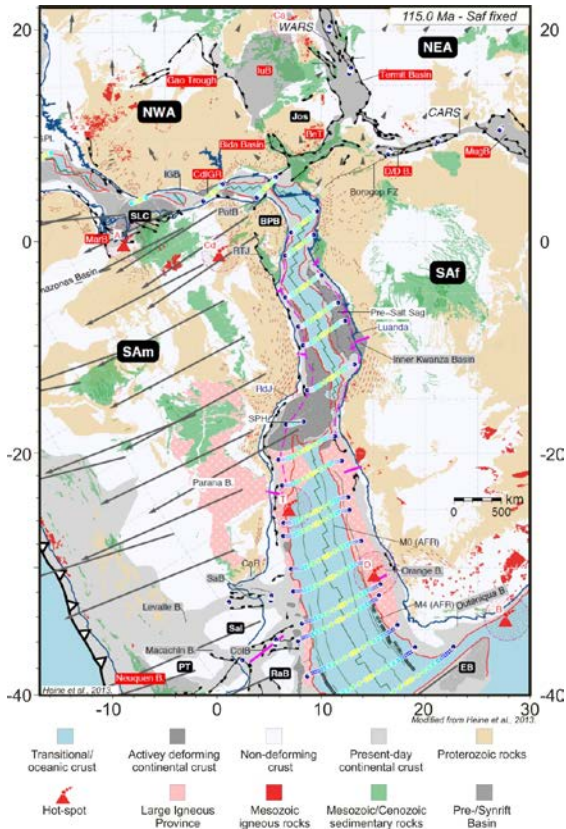 20
0
-20
-40
20
0
-20
-40
-10
0
10
20
30
115.0 Ma - Saf fixed
WARS
NEA
Gao Trough
IuB
Termit Basin
NWA
Jos
CARS
Bida Basin
BeT
MugB
CdIGR
D/D B.
IGB
Borogop FZ
SLC
PotB
BPB
MarB
A
Cd
RTJ
mazonas Basin
SAf
Pre-Salt Sag
Luanda
SAm
Inner Kwanza Basin
RdJ
SPH
Parana B.
T
0 500
km
M0 (AFR)
CoB
D
Orange B.
SaB
M4 (AFR)
Outeniqua B.
B
Levalle B.
Sal
Macachin B.
ColB
PT
EB
Neuquen B.
RaB
Heine et al., 2013.
Modified from Heine et al., 2013.
Transitional/
oceanic crust
Activey deforming
continental crust
Non-deforming
crust
Present-day
continental crust
Proterozoic rocks
Hot-spot
Large Igneous
Province
Mesozoic
igneous rocks
Mesozoic/Cenozoic
sedimentary rocks
Pre-/Synrift
Basin